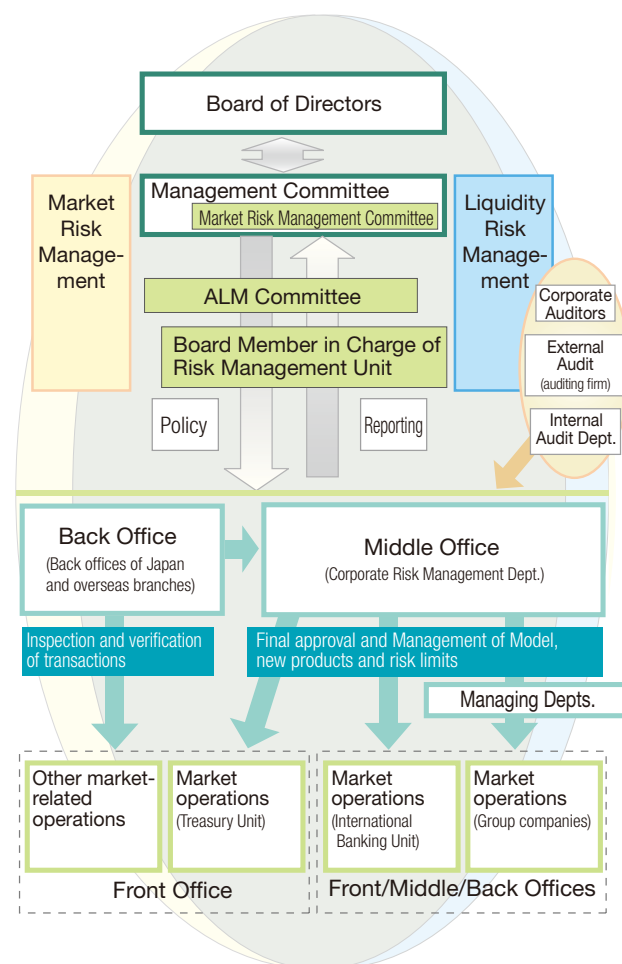 Board of Directors
Management Committee
Market Risk Management Committee
Market
Risk
Manage-
ment
Liquidity
Risk
Manage-
ment
ALM Committee
Board Member in Charge of
Risk Management Unit
Corporate
Auditors
External
Audit
(auditing firm)
Internal
Audit Dept.
Policy
Reporting
Back Office
(Back offices of Japan
and overseas branches)
Middle Office
(Corporate Risk Management Dept.)
Inspection and verification
of transactions
Final approval and Management of Model,
new products and risk limits
Managing Depts.
Other market-
related
operations
Market
operations
(Treasury Unit)
Market
operations
(International
Banking Unit)
Market
operations
(Group companies)
Front Office
Front/Middle/Back Offices